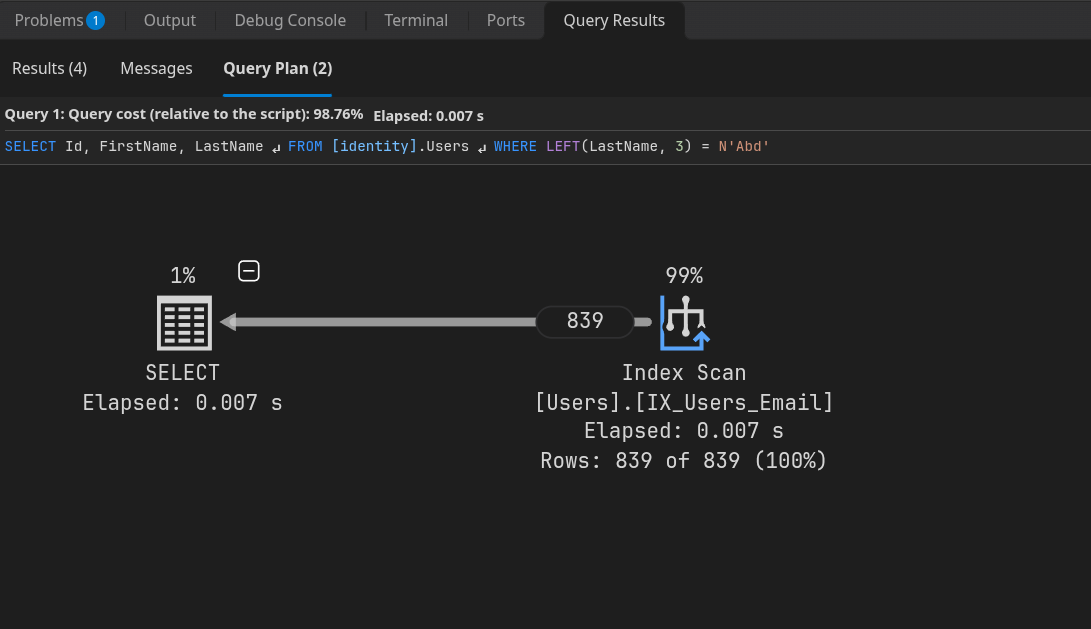 Problems 1 Output Debug Console Terminal Ports Query Results
Results (4) Messages Query Plan (2)
Query 1: Query cost (relative to the script): 98.76% Elapsed: 0.007 s
SELECT Id, FirstName, LastName ↵ FROM [identity].Users ↵ WHERE LEFT(LastName, 3) = N'Abd'
1% 99%
839
SELECT
Elapsed: 0.007 s
Index Scan
[Users].[IX_Users_Email]
Elapsed: 0.007 s
Rows: 839 of 839 (100%)